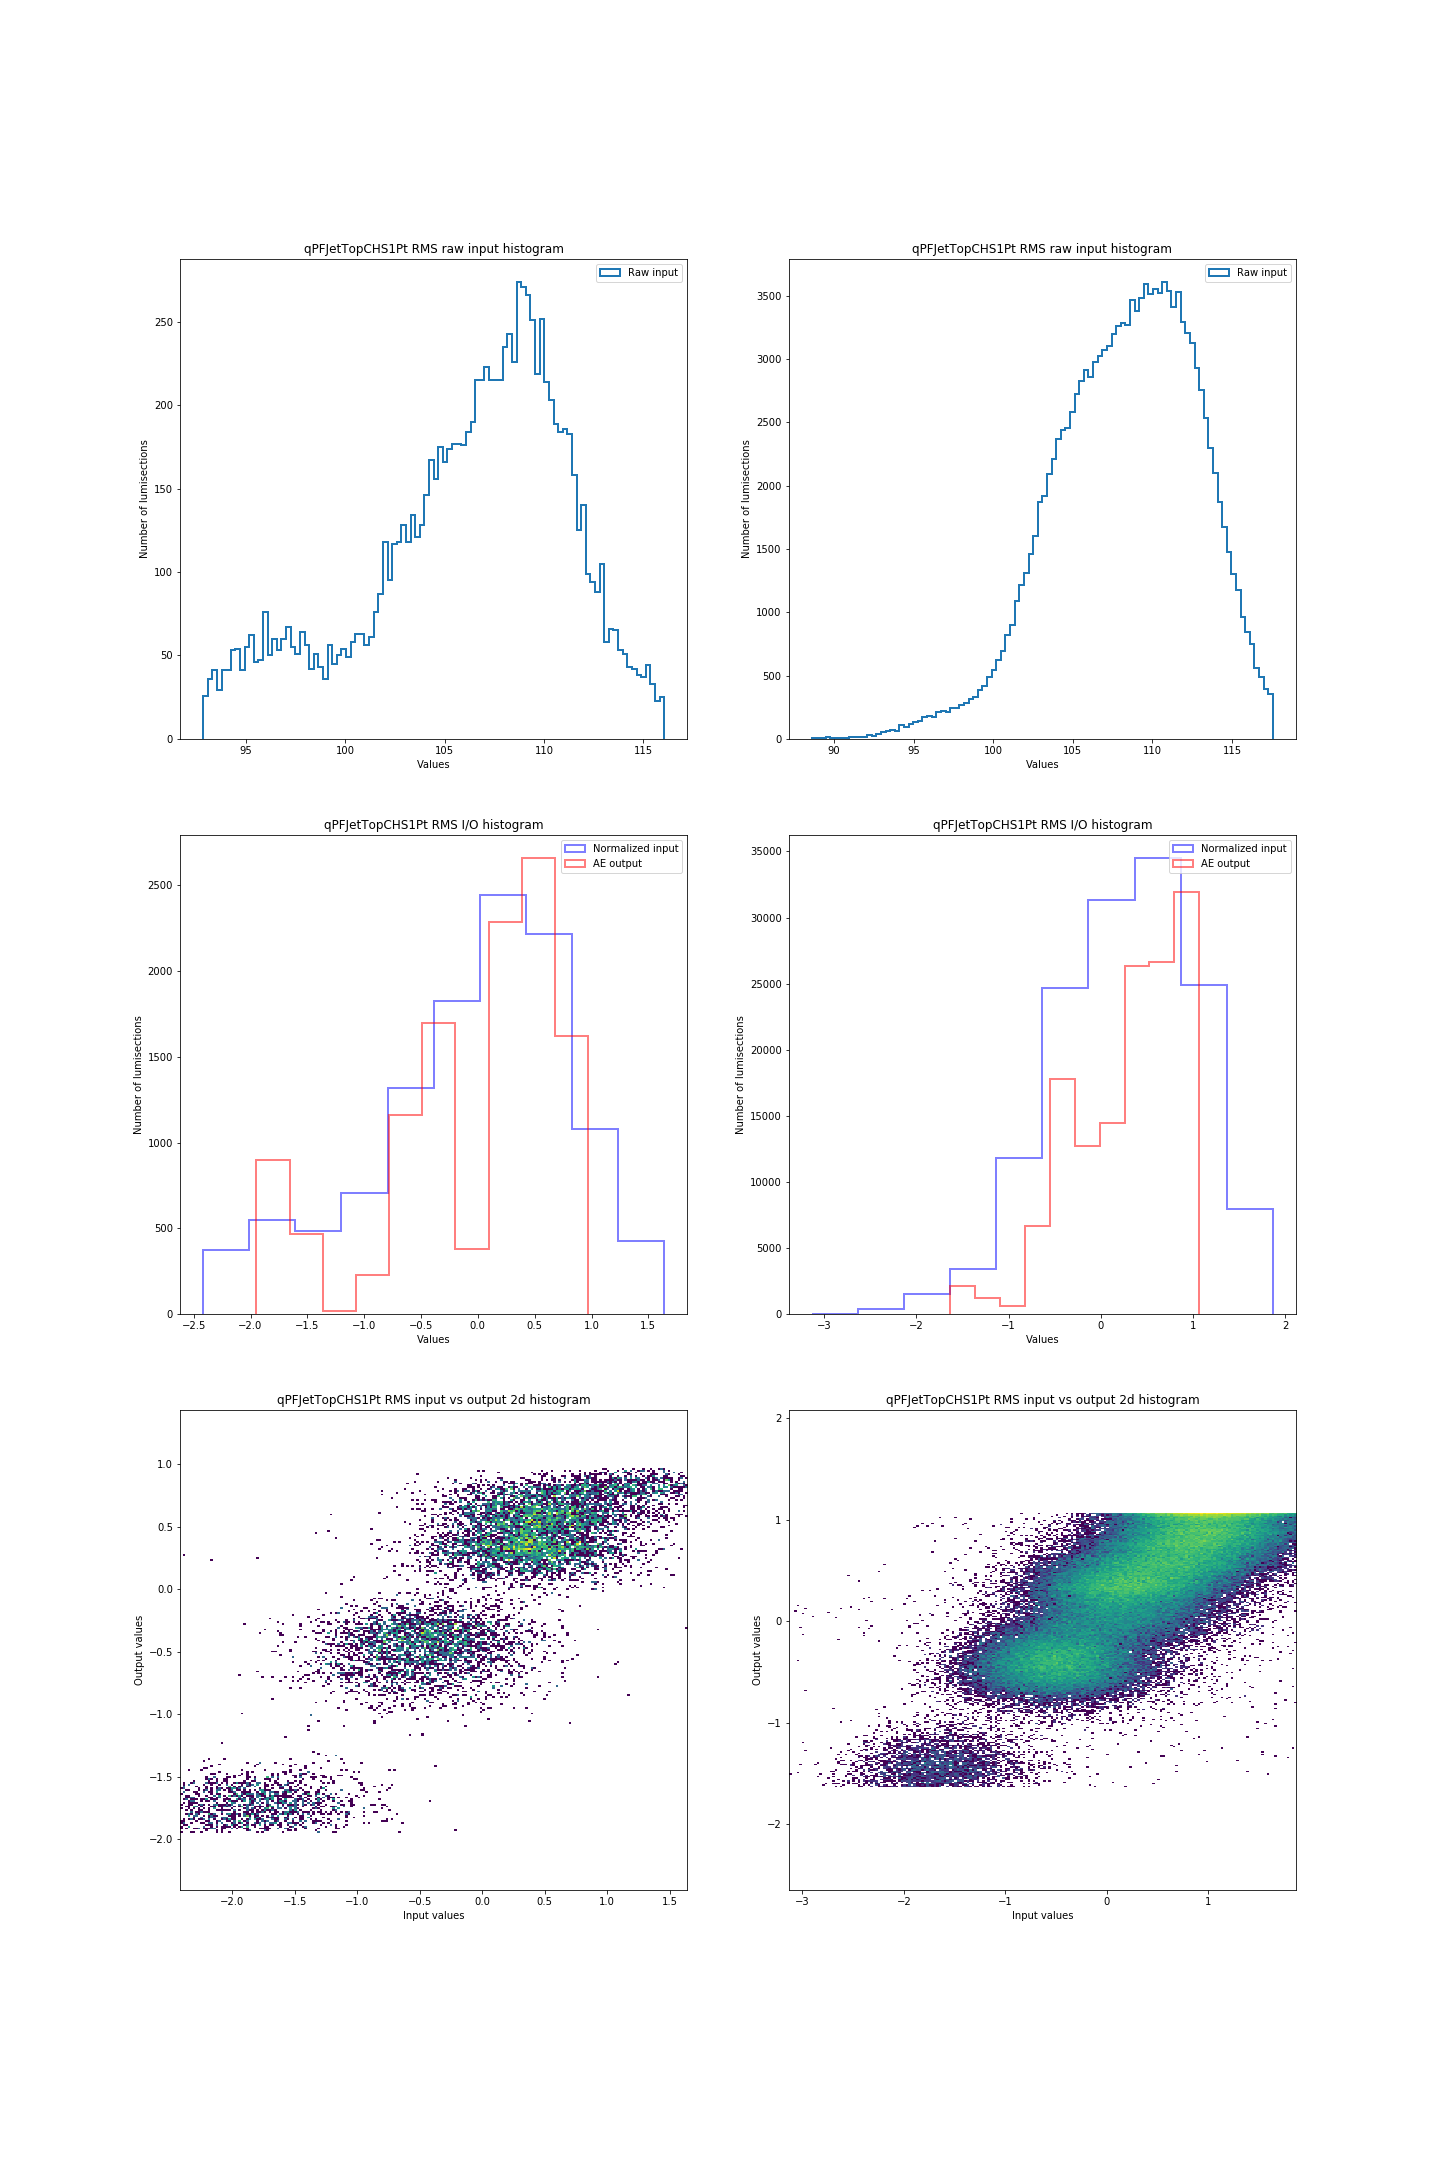 qPFJetTopCHS1Pt RMS raw input histogram
Raw input
250
200
150
100
50
0
Number of lumisections
95 100 105 110 115
Values
qPFJetTopCHS1Pt RMS raw input histogram
Raw input
3500
3000
2500
2000
1500
1000
500
0
Number of lumisections
90 95 100 105 110 115
Values
qPFJetTopCHS1Pt RMS I/O histogram
Normalized input
AE output
2500
2000
1500
1000
500
0
Number of lumisections
−2.5 −2.0 −1.5 −1.0 −0.5 0.0 0.5 1.0 1.5
Values
qPFJetTopCHS1Pt RMS I/O histogram
Normalized input
AE output
35000
30000
25000
20000
15000
10000
5000
0
Number of lumisections
−3 −2 −1 0 1 2
Values
qPFJetTopCHS1Pt RMS input vs output 2d histogram
1.0
0.5
0.0
−0.5
−1.0
−1.5
−2.0
Output values
−2.0 −1.5 −1.0 −0.5 0.0 0.5 1.0 1.5
Input values
qPFJetTopCHS1Pt RMS input vs output 2d histogram
2
1
0
−1
−2
Output values
−3 −2 −1 0 1
Input values